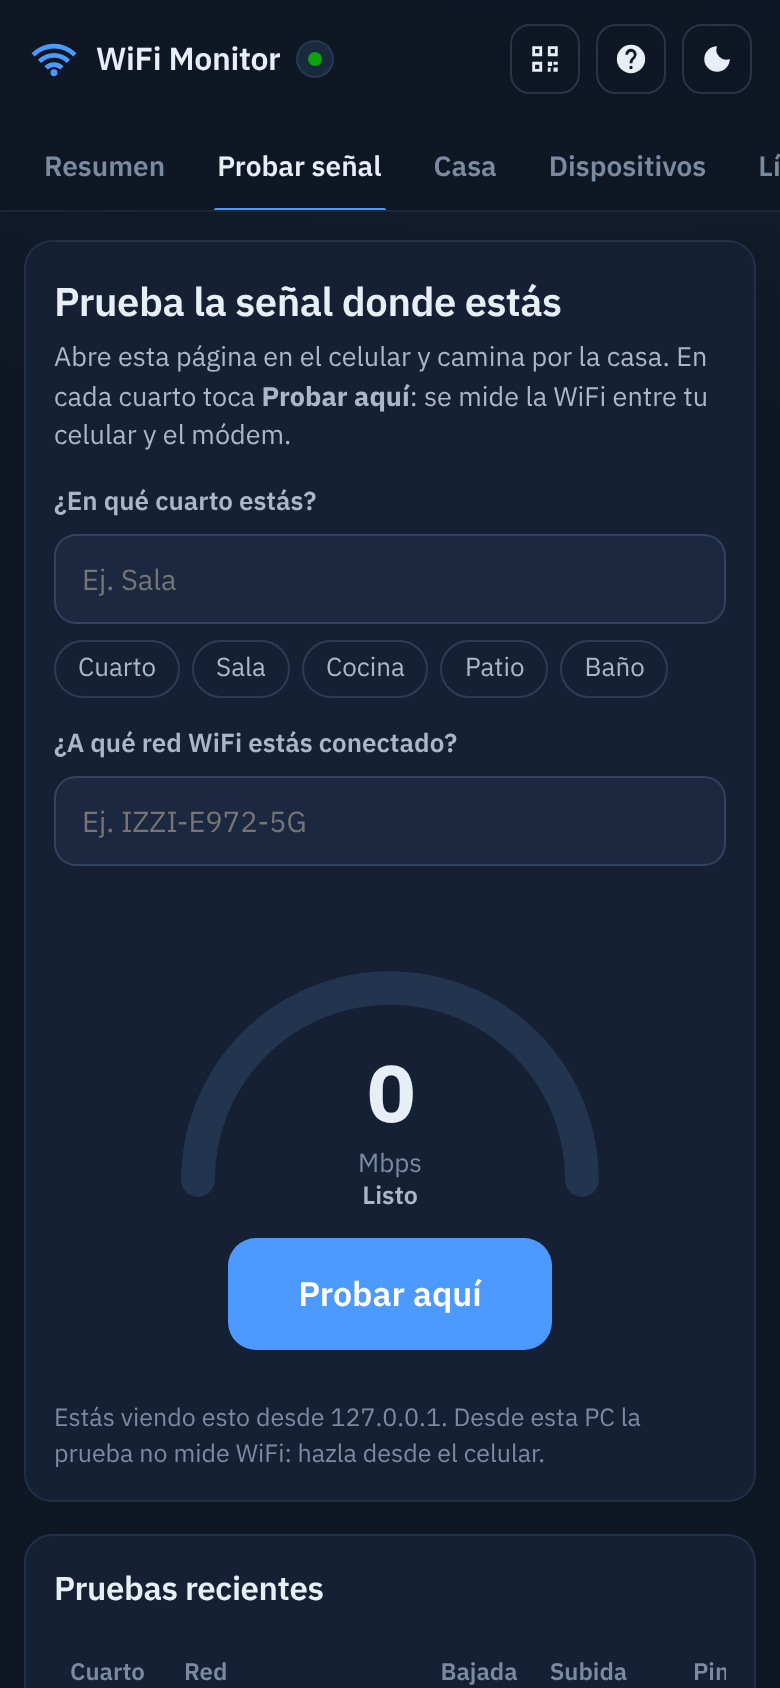 WiFi Monitor
Resumen Probar señal Casa Dispositivos Lí
Prueba la señal donde estás
Abre esta página en el celular y camina por la casa. En
cada cuarto toca Probar aquí: se mide la WiFi entre tu
celular y el módem.
¿En qué cuarto estás?
Ej. Sala
Cuarto Sala Cocina Patio Baño
¿A qué red WiFi estás conectado?
Ej. IZZI-E972-5G
0
Mbps
Listo
Probar aquí
Estás viendo esto desde 127.0.0.1. Desde esta PC la
prueba no mide WiFi: hazla desde el celular.
Pruebas recientes
Cuarto Red Bajada Subida Pin